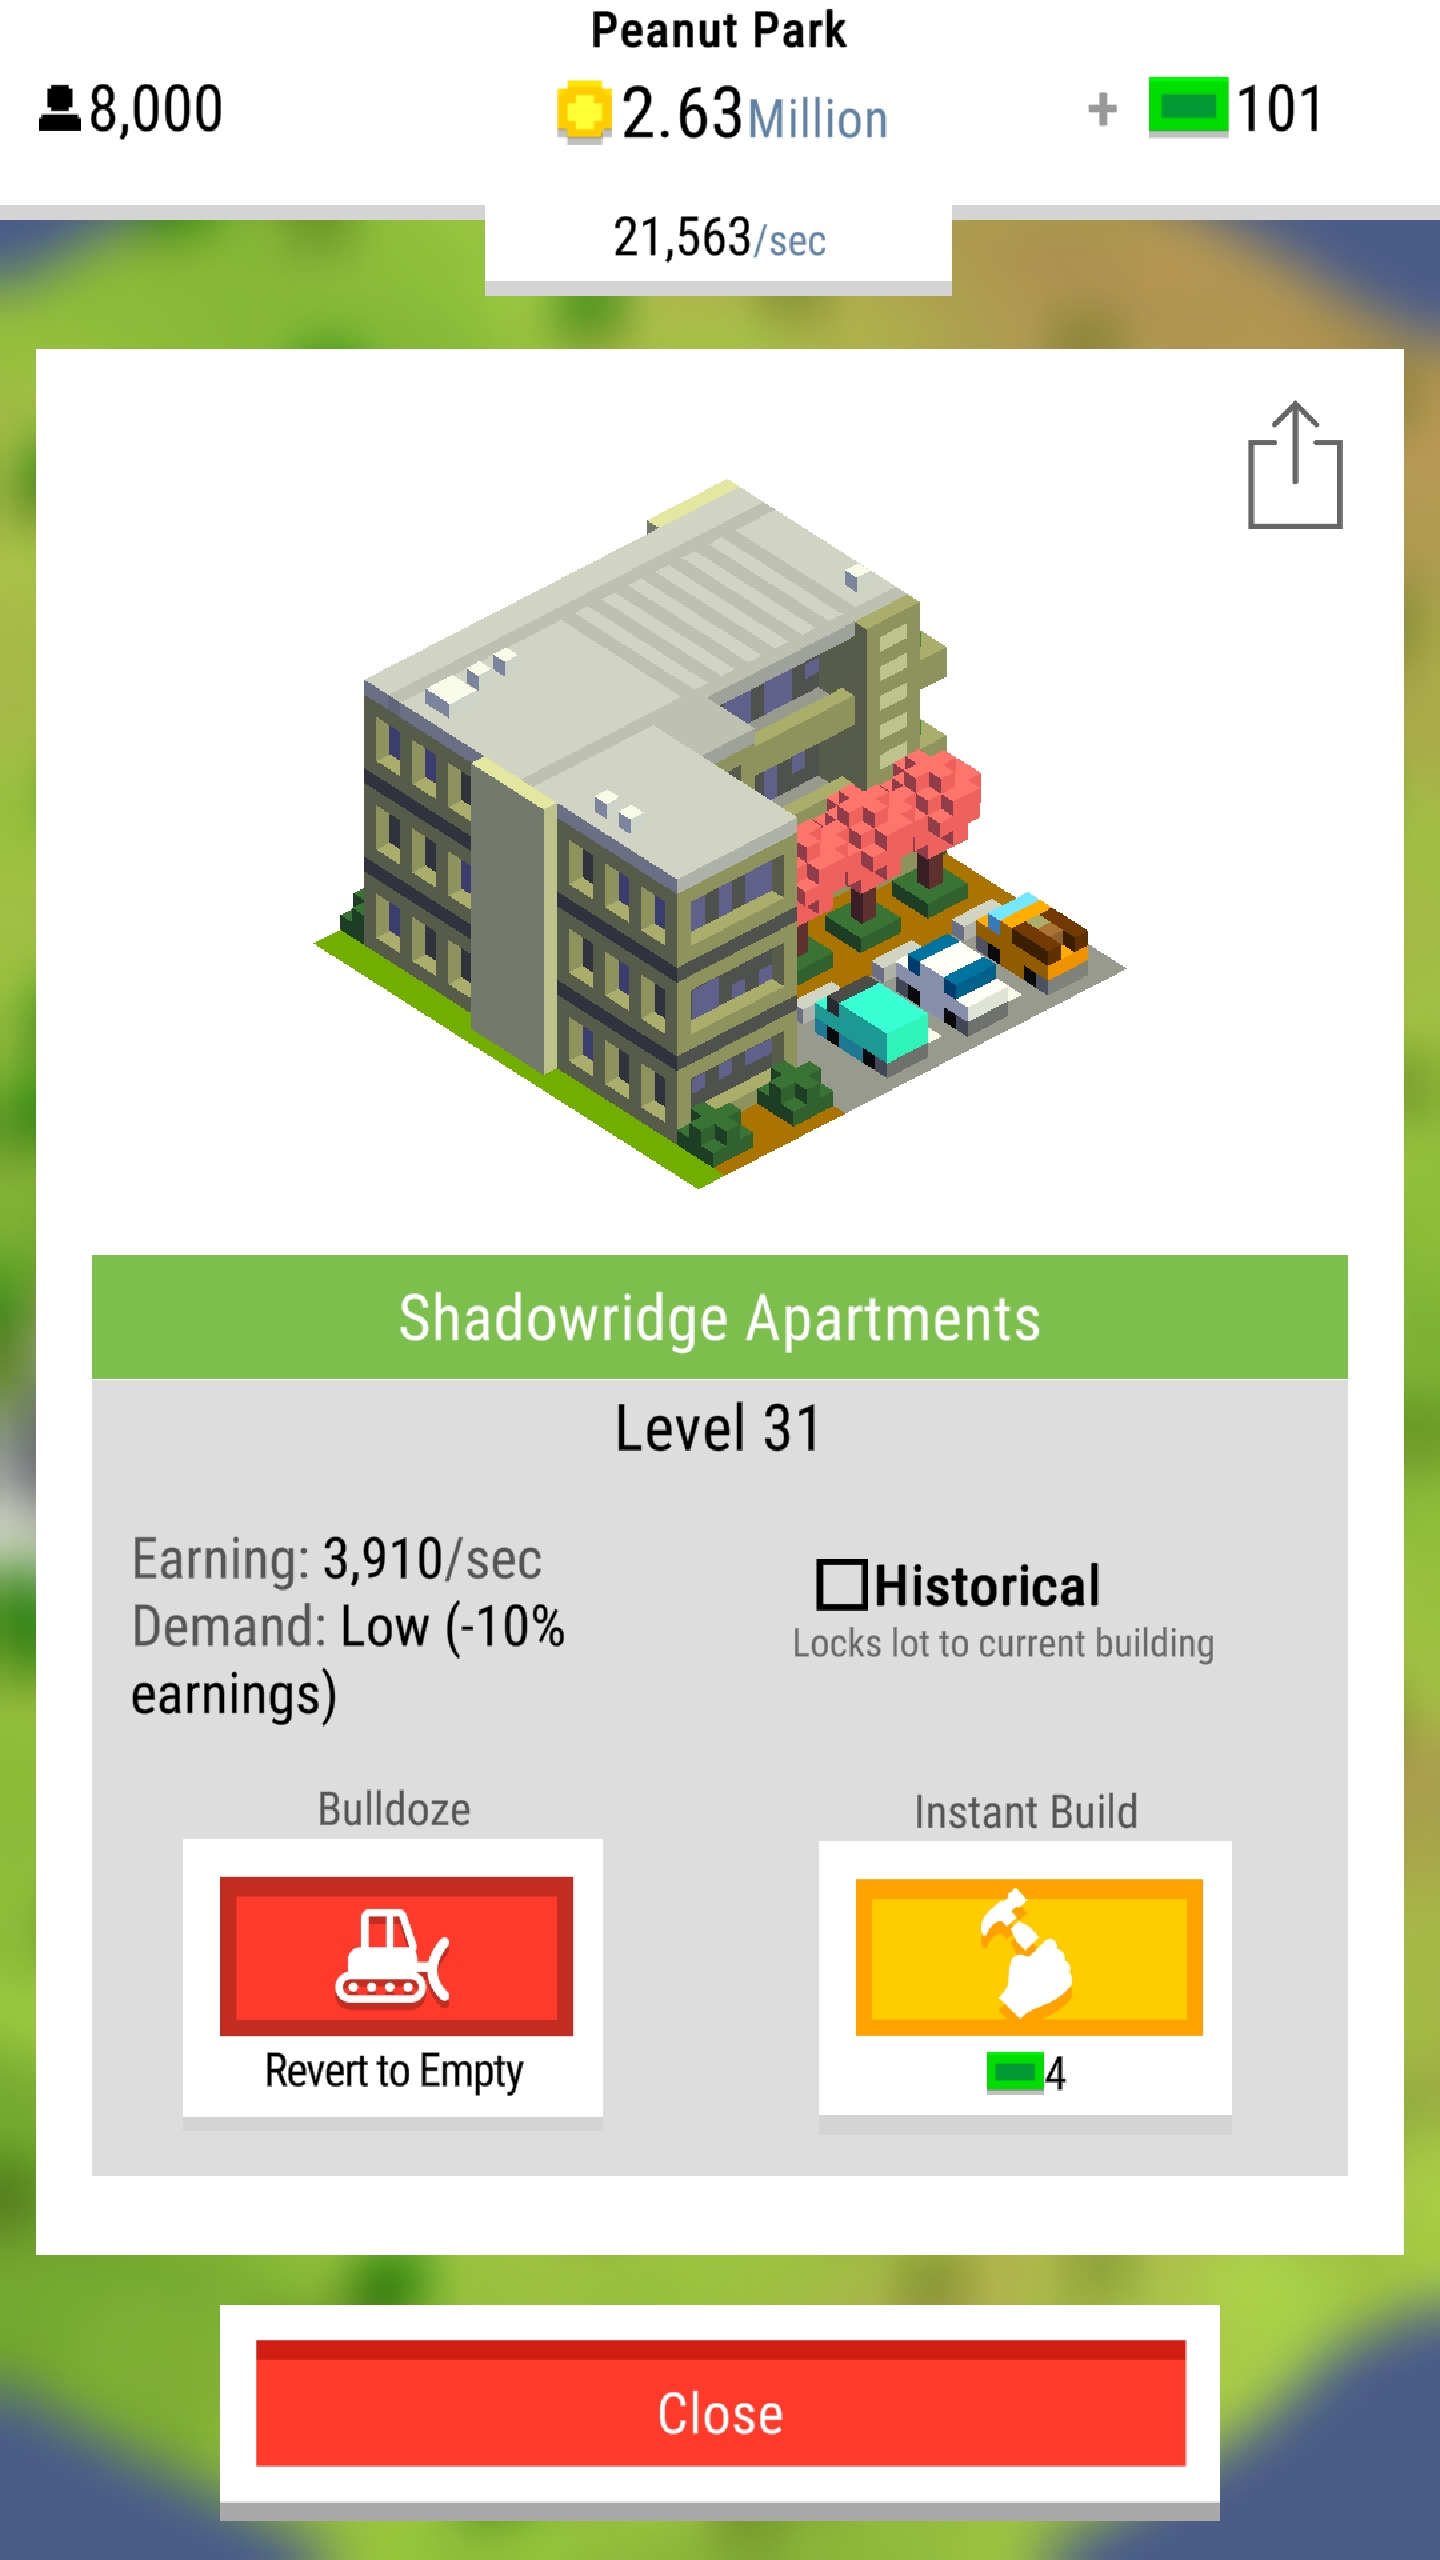 Peanut Park
8,000
2.63Million
+ 101
21,563/sec
Shadowridge Apartments
Level 31
Earning: 3,910/sec
Demand: Low (-10%
earnings)
Historical
Locks lot to current building
Bulldoze
Revert to Empty
Instant Build
4
Close